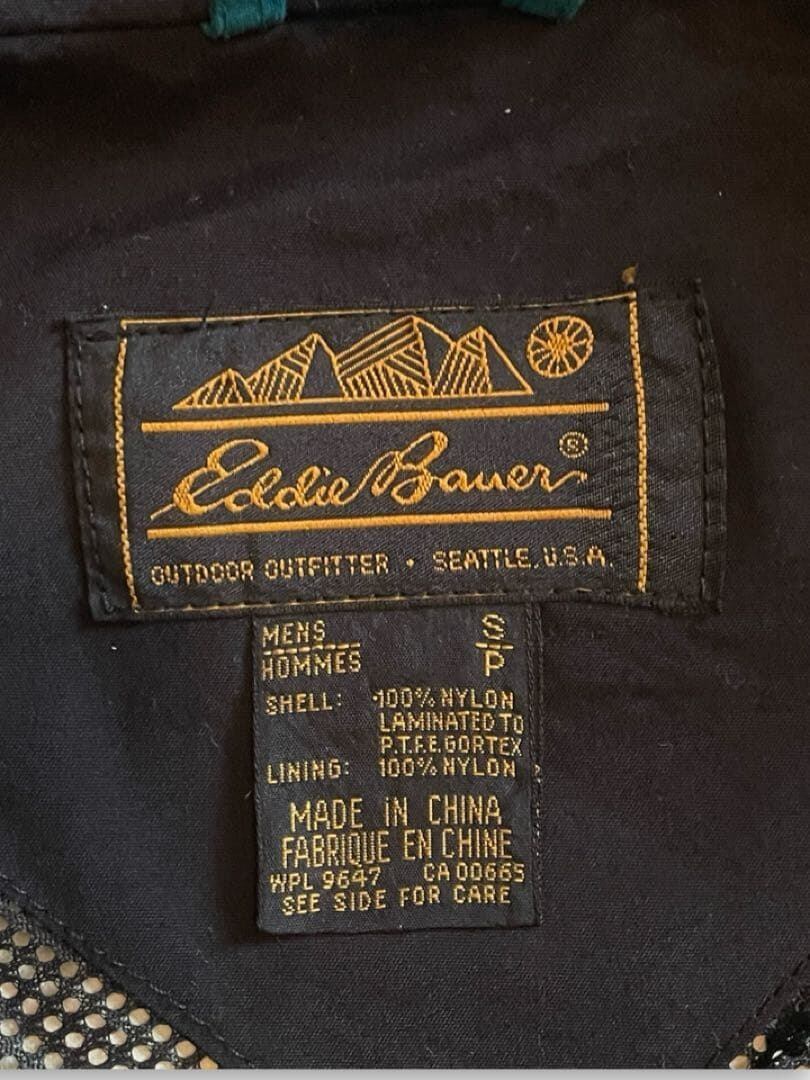 Eddie Bauer ®
OUTDOOR OUTFITTER • SEATTLE, U.S.A.
MENS S
HOMMES P
SHELL: 100% NYLON
LAMINATED TO
P.T.F.E. GORTEX
LINING: 100% NYLON
MADE IN CHINA
FABRIQUE EN CHINE
WPL 9647 CA 00665
SEE SIDE FOR CARE